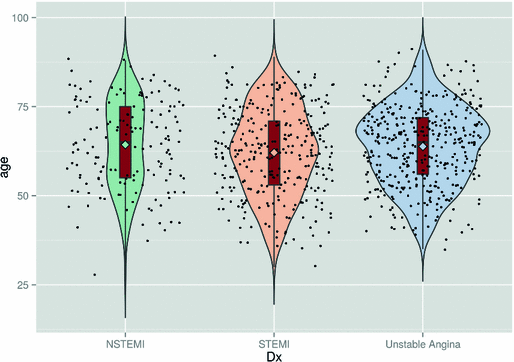 100
75
50
25
age
NSTEMI STEMI Unstable Angina
Dx